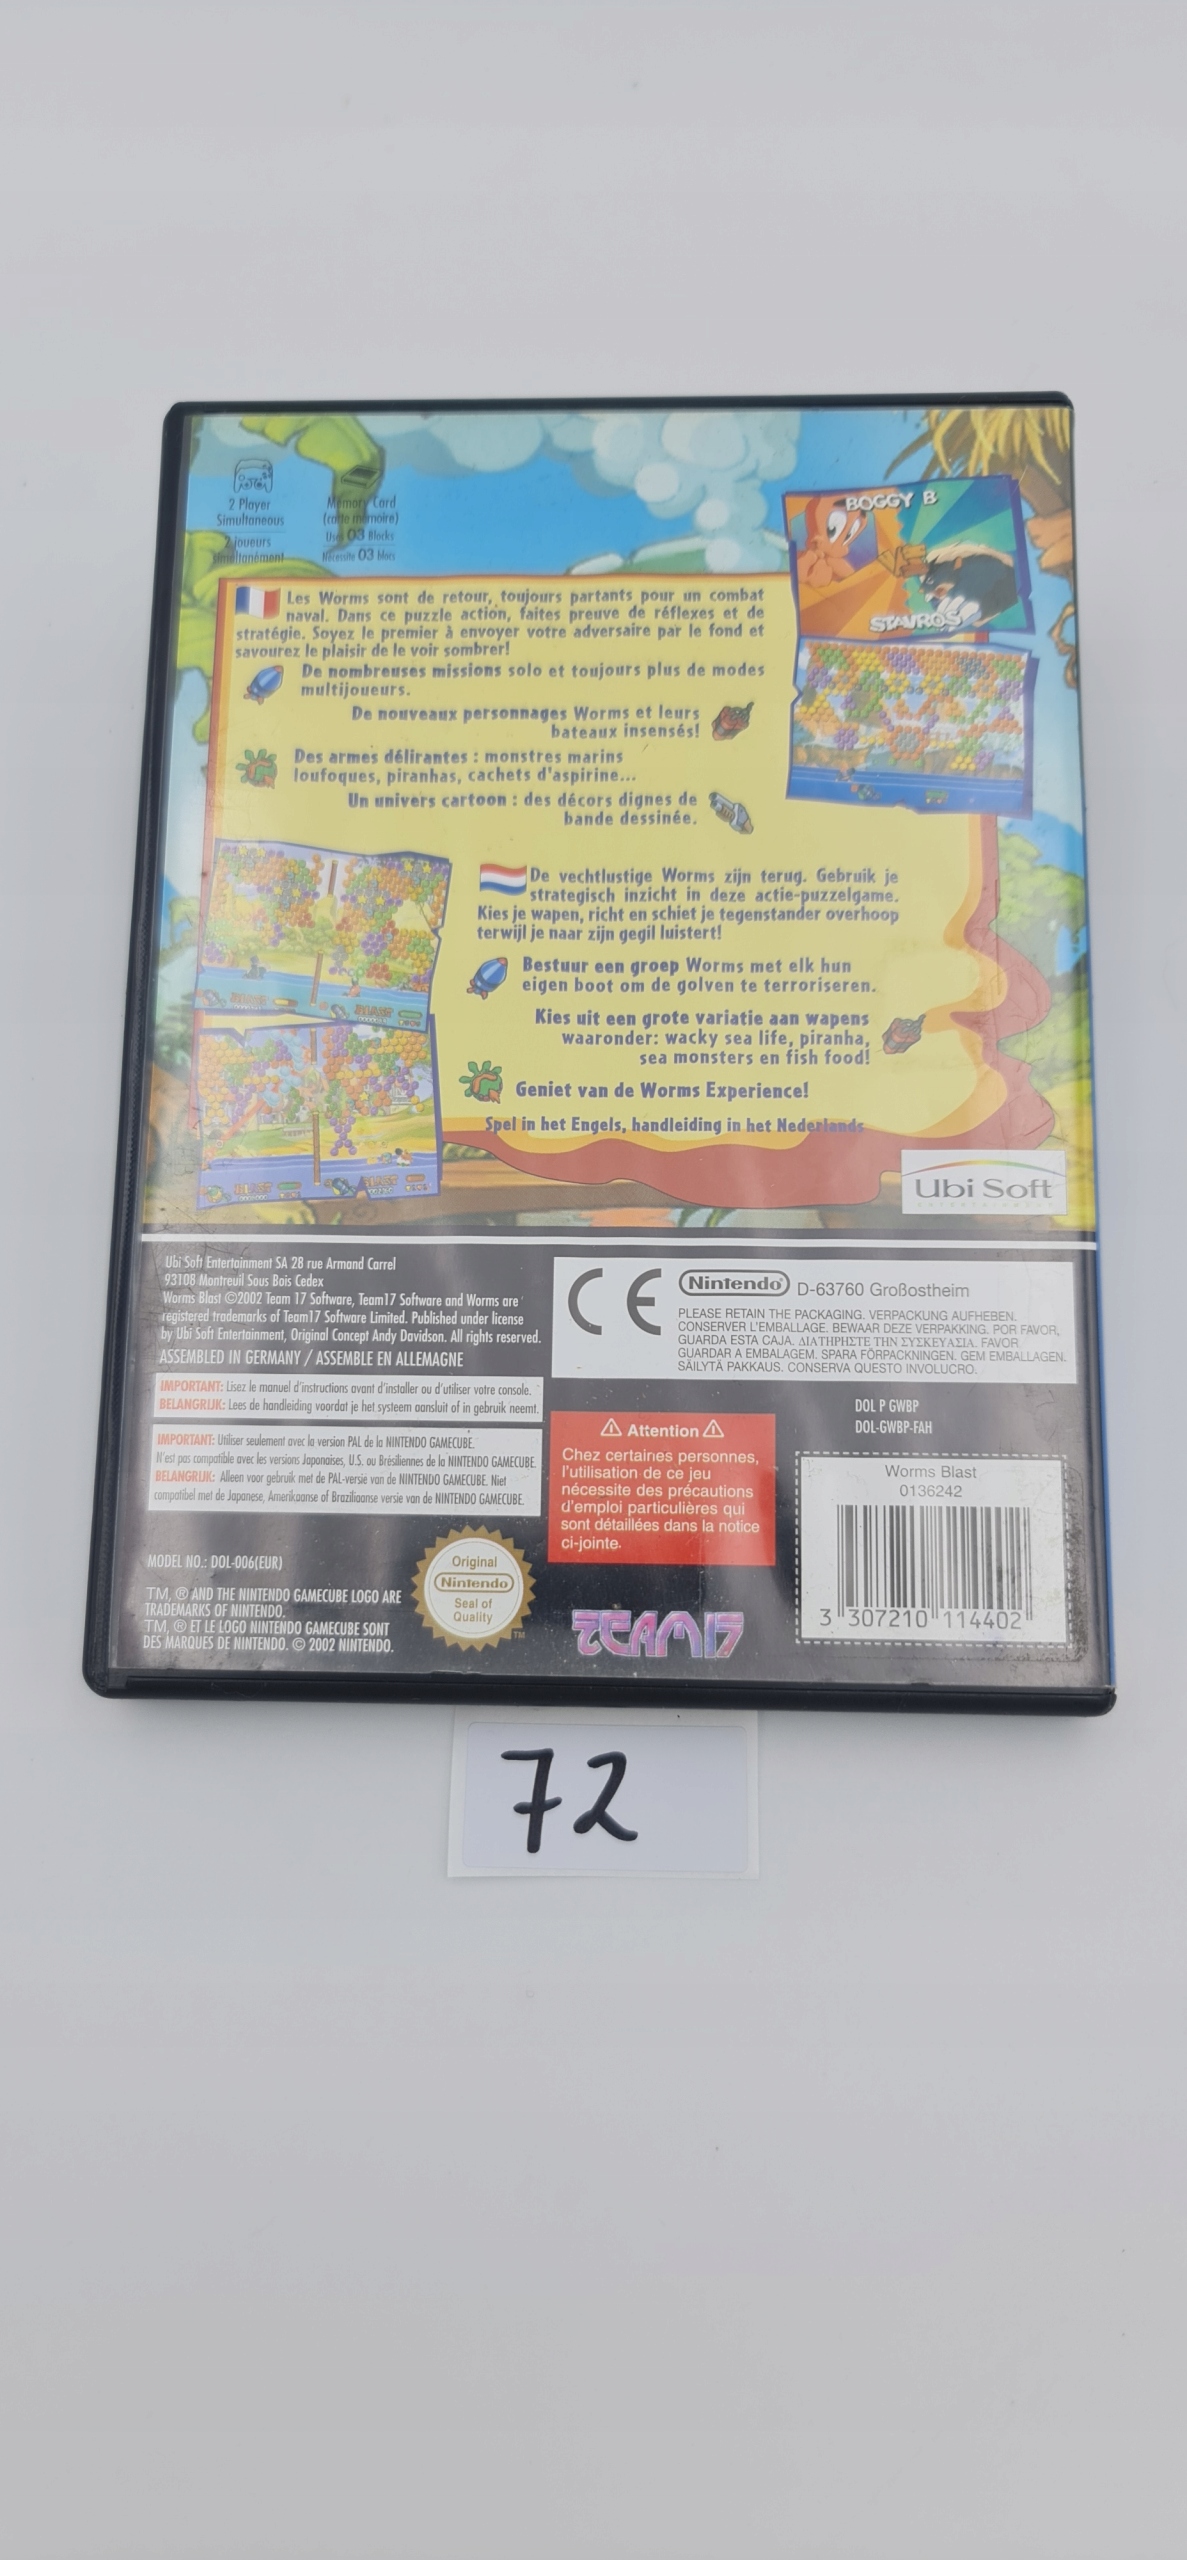 2 Player
Simultaneous
2 joueurs
simultanément
Memory Card
(carte mémoire)
Uses 03 Blocks
Nécessite 03 blocs
BOGGY B
STAVROS
Les Worms sont de retour, toujours partants pour un combat
naval. Dans ce puzzle action, faites preuve de réflexes et de
stratégie. Soyez le premier à envoyer votre adversaire par le fond et
savourez le plaisir de le voir sombrer!
De nombreuses missions solo et toujours plus de modes
multijoueurs.
De nouveaux personnages Worms et leurs
bateaux insensés!
Des armes délirantes : monstres marins
loufoques, piranhas, cachets d'aspirine...
Un univers cartoon : des décors dignes de
bande dessinée.
De vechtlustige Worms zijn terug. Gebruik je
strategisch inzicht in deze actie-puzzelgame.
Kies je wapen, richt en schiet je tegenstander overhoop
terwijl je naar zijn gegil luistert!
Bestuur een groep Worms met elk hun
eigen boot om de golven te terroriseren.
Kies uit een grote variatie aan wapens
waaronder: wacky sea life, piranha,
sea monsters en fish food!
Geniet van de Worms Experience!
Spel in het Engels, handleiding in het Nederlands
BLAST
BLAST
BLAST
BLAST
Ubi Soft
Ubi Soft Entertainment SA 28 rue Armand Carrel
93108 Montreuil Sous Bois Cedex
Worms Blast ©2002 Team 17 Software, Team17 Software and Worms are
registered trademarks of Team17 Software Limited. Published under license
by Ubi Soft Entertainment, Original Concept Andy Davidson. All rights reserved.
ASSEMBLED IN GERMANY / ASSEMBLE EN ALLEMAGNE
IMPORTANT: Lisez le manuel d'instructions avant d'installer ou d'utiliser votre console.
BELANGRIJK: Lees de handleiding voordat je het systeem aansluit of in gebruik neemt.
IMPORTANT: Utiliser seulement avec la version PAL de la NINTENDO GAMECUBE.
N'est pas compatible avec les versions Japonaises, U.S. ou Brésiliennes de la NINTENDO GAMECUBE.
BELANGRIJK: Alleen voor gebruik met de PAL-versie van de NINTENDO GAMECUBE. Niet
compatibel met de Japanese, Amerikaanse of Braziliaanse versie van de NINTENDO GAMECUBE.
MODEL NO.: DOL-006(EUR)
TM, ® AND THE NINTENDO GAMECUBE LOGO ARE
TRADEMARKS OF NINTENDO.
TM, ® ET LE LOGO NINTENDO GAMECUBE SONT
DES MARQUES DE NINTENDO. © 2002 NINTENDO.
Original
Nintendo
Seal of
Quality
TM
CE
Nintendo® D-63760 Großostheim
PLEASE RETAIN THE PACKAGING. VERPACKUNG AUFHEBEN.
CONSERVER L'EMBALLAGE. BEWAAR DEZE VERPAKKING. POR FAVOR,
GUARDA ESTA CAJA. ΔΙΑΤΗΡΗΣΤΕ ΤΗΝ ΣΥΣΚΕΥΑΣΙΑ. FAVOR
GUARDAR A EMBALAGEM. SPARA FÖRPACKNINGEN. GEM EMBALLAGEN.
SÄILYTÄ PAKKAUS. CONSERVA QUESTO INVOLUCRO.
DOL P GWBP
DOL-GWBP-FAH
⚠ Attention ⚠
Chez certaines personnes,
l'utilisation de ce jeu
nécessite des précautions
d'emploi particulières qui
sont détaillées dans la notice
ci-jointe.
TEAM17
Worms Blast
0136242
3 307210 114402
72